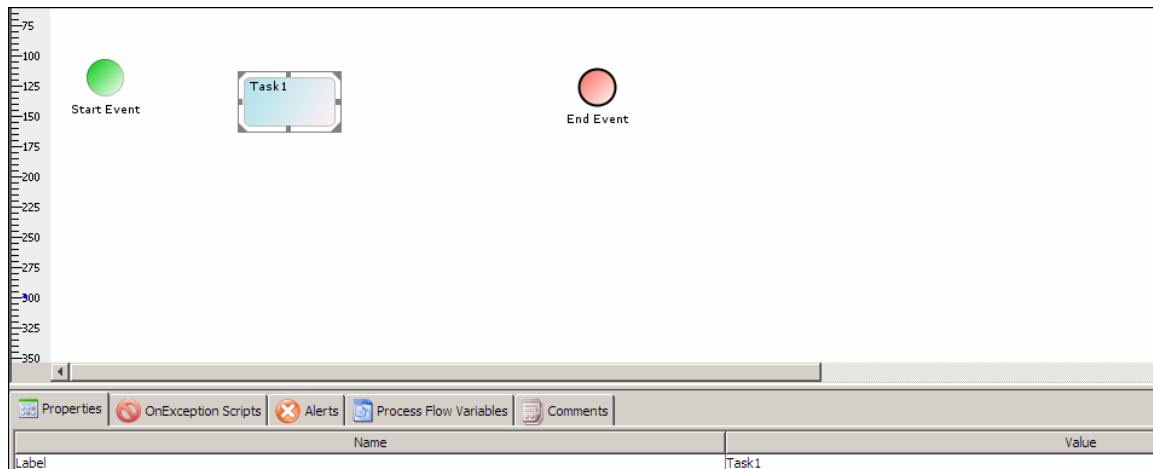 75
100
Task1
125
Start Event
150
End Event
175
200
225
250
275
300
325
350
Properties
OnException Scripts
Alerts
Process Flow Variables
Comments
Name
Value
Label
Task1